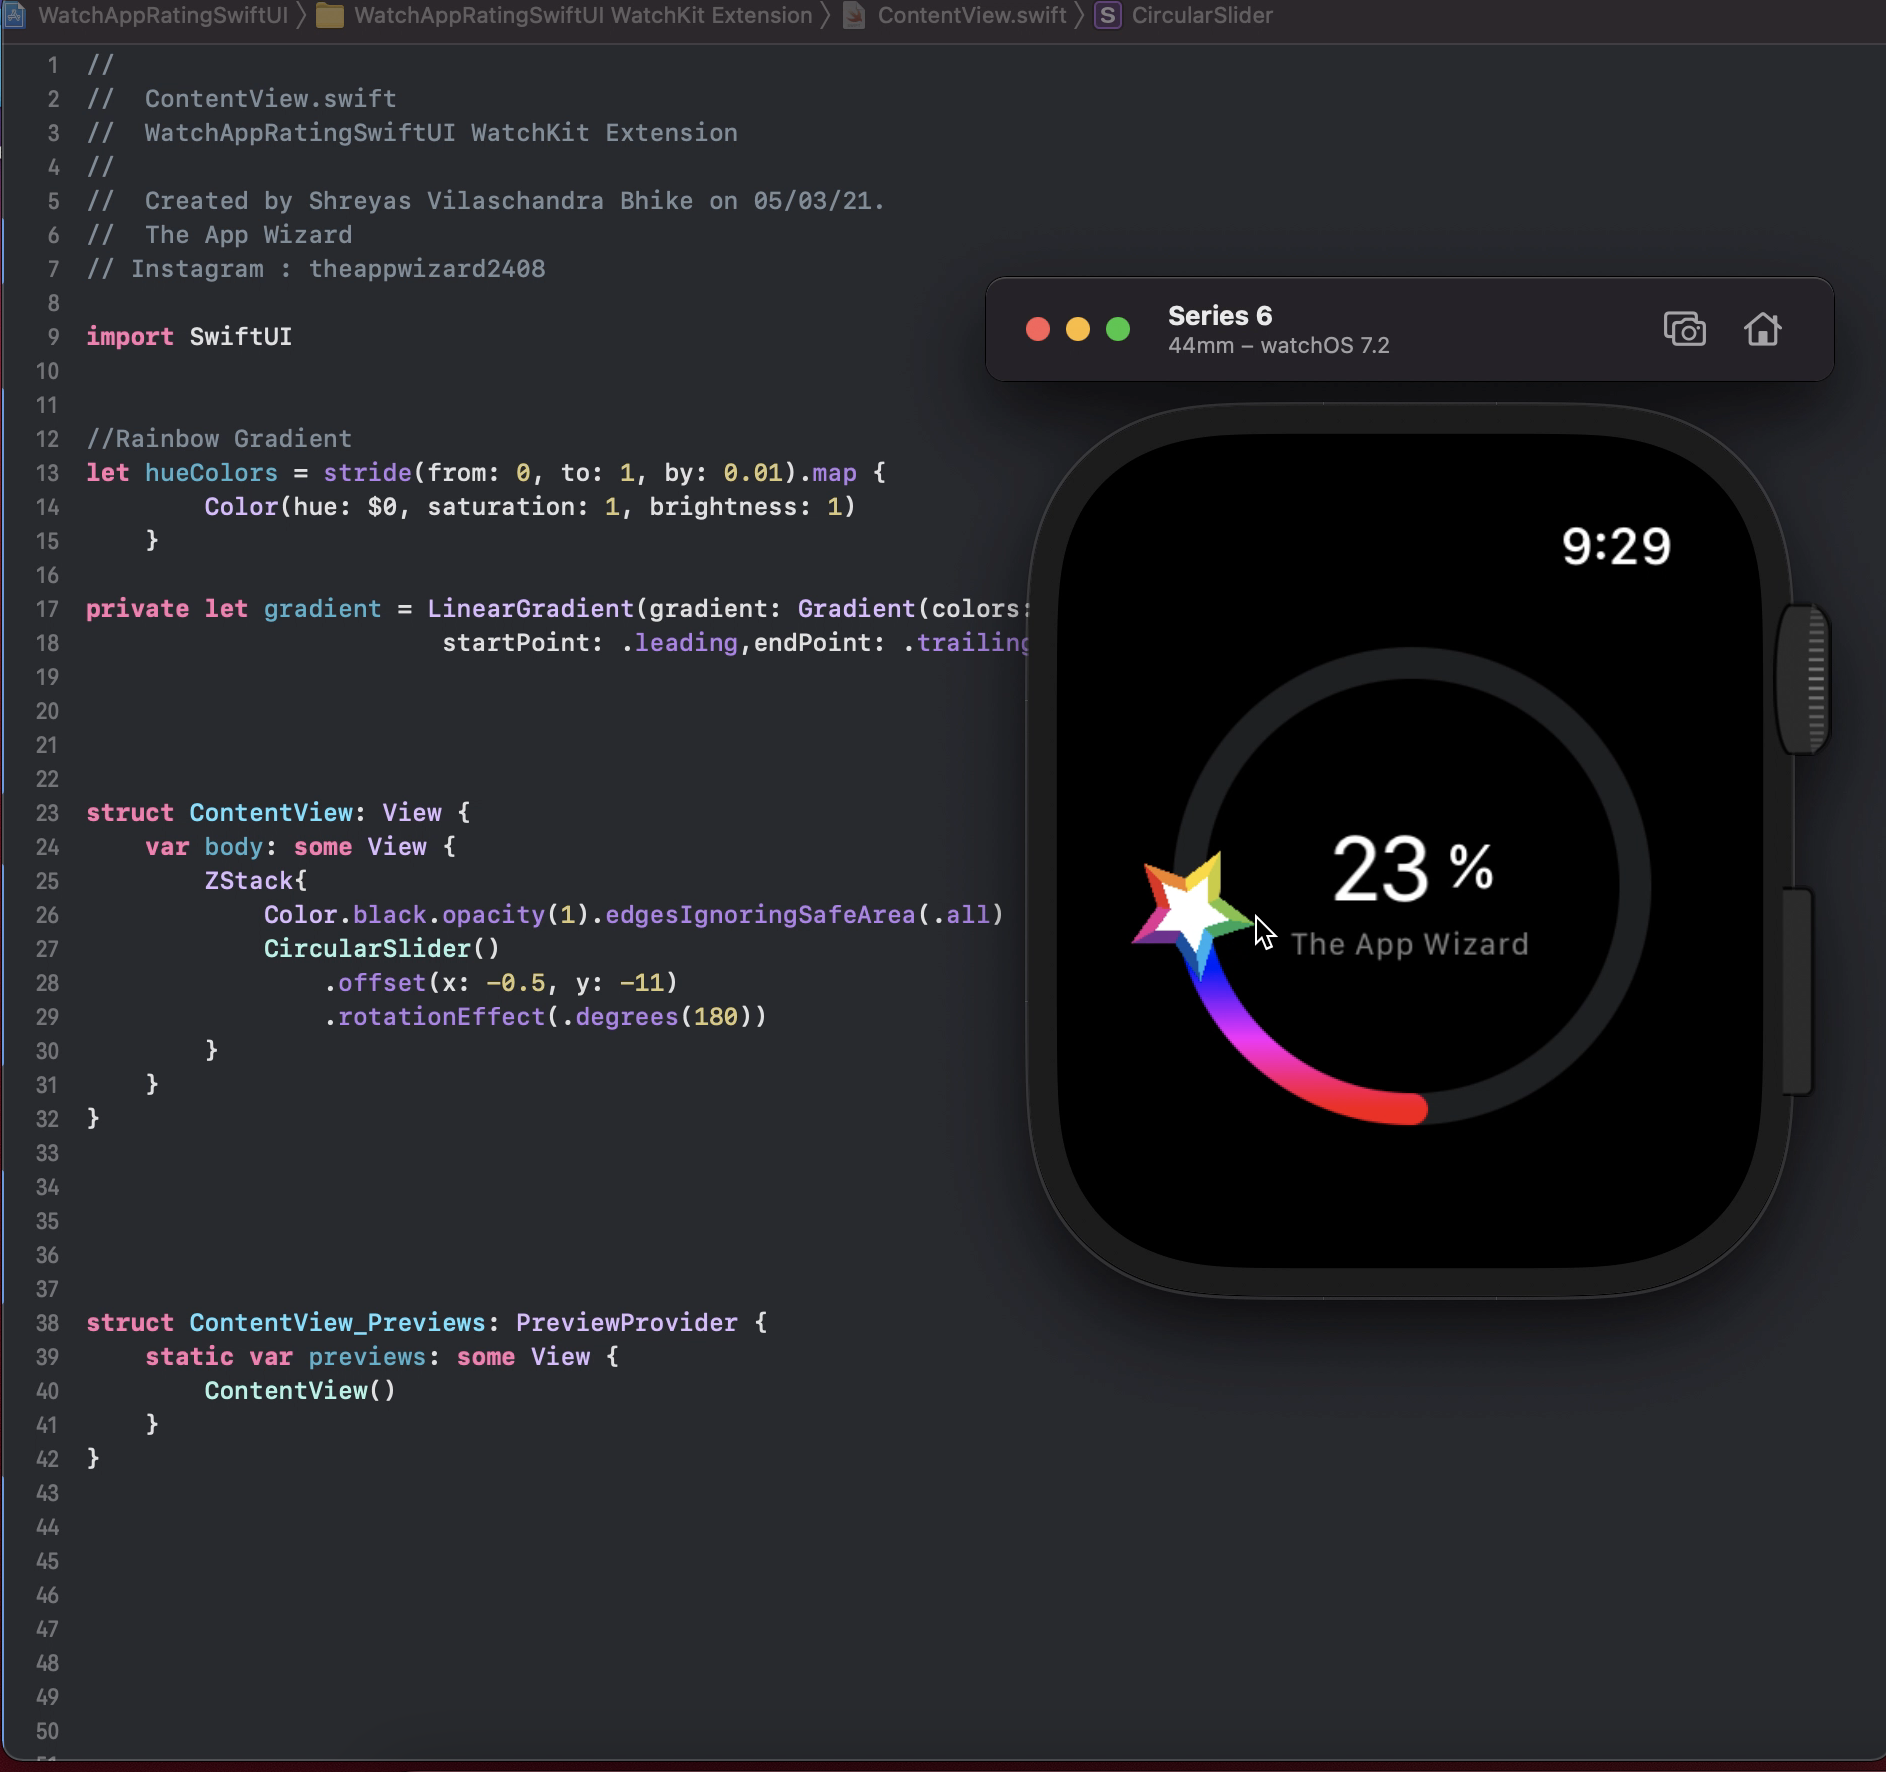 WatchAppRatingSwiftUI 〉 WatchAppRatingSwiftUI WatchKit Extension 〉 ContentView.swift 〉 S CircularSlider
1 //
2 //  ContentView.swift
3 //  WatchAppRatingSwiftUI WatchKit Extension
4 //
5 //  Created by Shreyas Vilaschandra Bhike on 05/03/21.
6 //  The App Wizard
7 // Instagram : theappwizard2408
8
9 import SwiftUI
10
11
12 //Rainbow Gradient
13 let hueColors = stride(from: 0, to: 1, by: 0.01).map {
14         Color(hue: $0, saturation: 1, brightness: 1)
15     }
16
17 private let gradient = LinearGradient(gradient: Gradient(colors:
18                         startPoint: .leading,endPoint: .trailing
19
20
21
22
23 struct ContentView: View {
24     var body: some View {
25         ZStack{
26             Color.black.opacity(1).edgesIgnoringSafeArea(.all)
27             CircularSlider()
28                 .offset(x: -0.5, y: -11)
29                 .rotationEffect(.degrees(180))
30         }
31     }
32 }
33
34
35
36
37
38 struct ContentView_Previews: PreviewProvider {
39     static var previews: some View {
40         ContentView()
41     }
42 }
43
44
45
46
47
48
49
50
Series 6
44mm – watchOS 7.2
9:29
23 %
The App Wizard